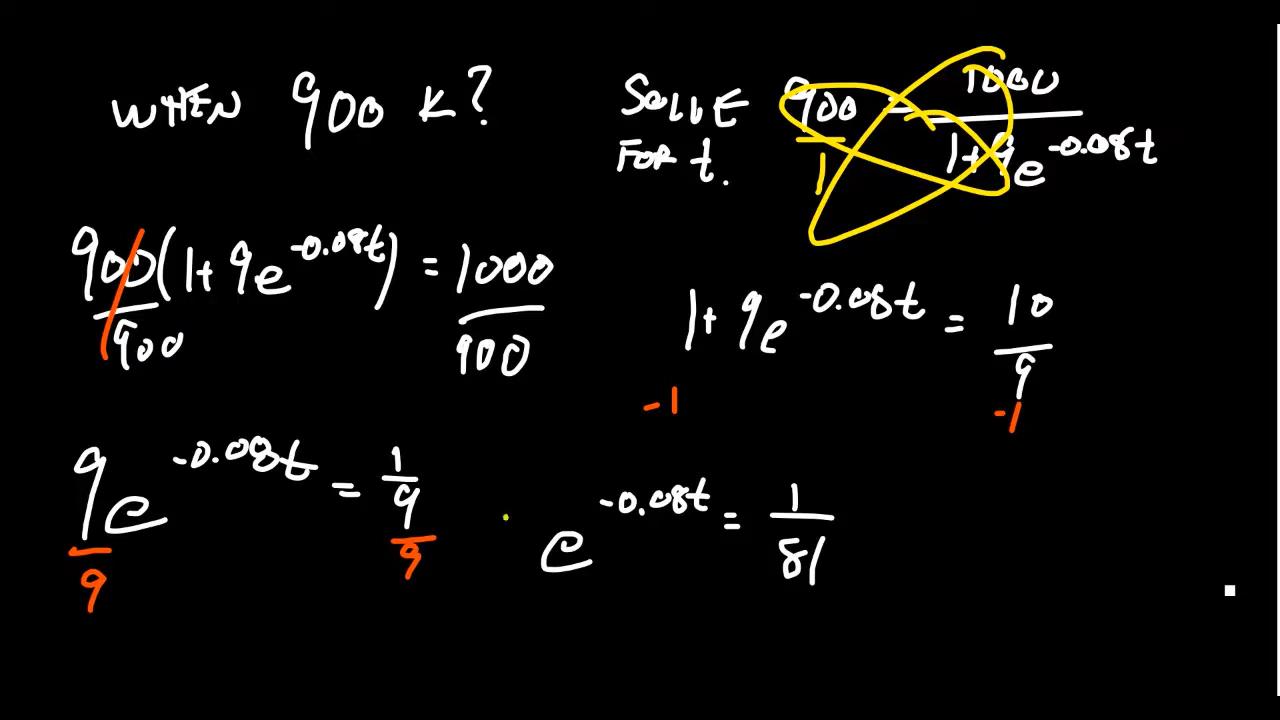 WHEN 900 K?
SOLVE FOR t.
900/1 = 1000/(1+9e^(-0.08t))
900(1+9e^(-0.08t))/900 = 1000/900
1+9e^(-0.08t) = 10/9
-1 -1
9e^(-0.08t)/9 = 1/9/9
e^(-0.08t) = 1/81